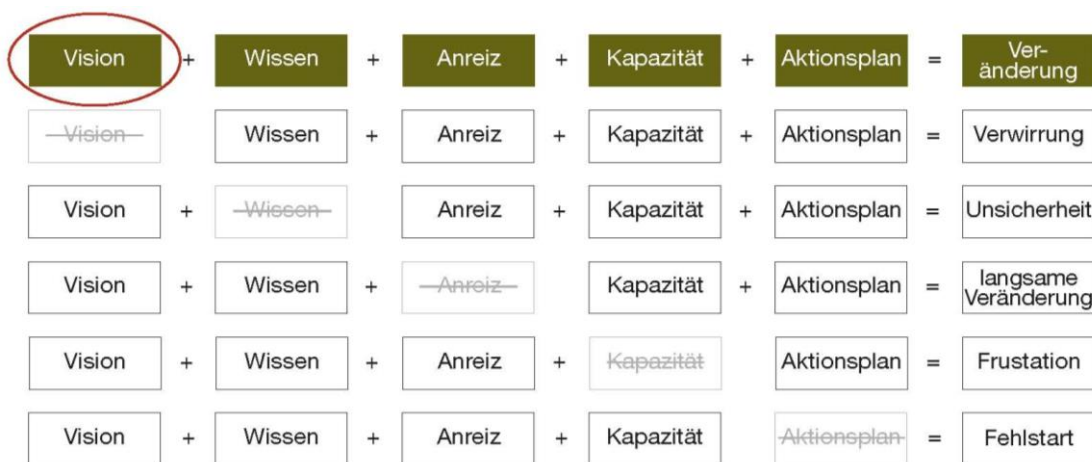 Vision + Wissen + Anreiz + Kapazität + Aktionsplan = Ver-
änderung
Vision Wissen + Anreiz + Kapazität + Aktionsplan = Verwirrung
Vision + Wissen Anreiz + Kapazität + Aktionsplan = Unsicherheit
Vision + Wissen + Anreiz Kapazität + Aktionsplan = langsame
Veränderung
Vision + Wissen + Anreiz + Kapazität Aktionsplan = Frustation
Vision + Wissen + Anreiz + Kapazität Aktionsplan = Fehlstart